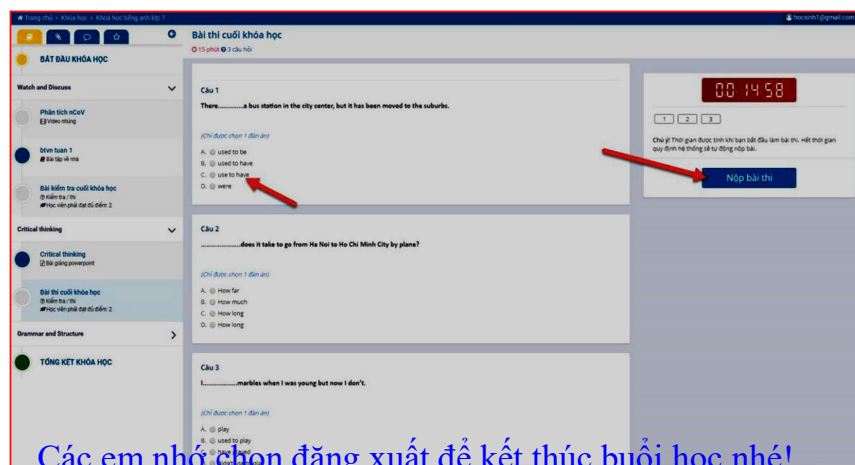 Trang chủ › Khóa học › Khoá học tiếng anh lớp 7
hocsinh1@gmail.com
BẮT ĐẦU KHÓA HỌC
Watch and Discuss
Phân tích nCoV
Video nhúng
btvn tuan 1
Bài tập về nhà
Bài kiểm tra cuối khóa học
Kiểm tra / thi
Học viên phải đạt đủ điểm: 2
Critical thinking
Critical thinking
Bài giảng powerpoint
Bài thi cuối khóa học
Kiểm tra / thi
Học viên phải đạt đủ điểm: 2
Grammar and Structure
TỔNG KẾT KHÓA HỌC
Bài thi cuối khóa học
15 phút 3 câu hỏi
Câu 1
There..............a bus station in the city center, but it has been moved to the suburbs.
(Chỉ được chọn 1 đán án)
A. used to be
B. used to have
C. use to have
D. were
Câu 2
.....................does it take to go from Ha Noi to Ho Chi Minh City by plane?
(Chỉ được chọn 1 đán án)
A. How far
B. How much
C. How long
D. How long
Câu 3
I..................marbles when I was young but now I don't.
(Chỉ được chọn 1 đán án)
A. play
B. used to play
C. have played
00:14:58
1 2 3
Chú ý! Thời gian được tính khi bạn bắt đầu làm bài thi. Hết thời gian
quy định hệ thống sẽ tự động nộp bài.
Nộp bài thi
Các em nhớ chọn đăng xuất để kết thúc buổi học nhé!